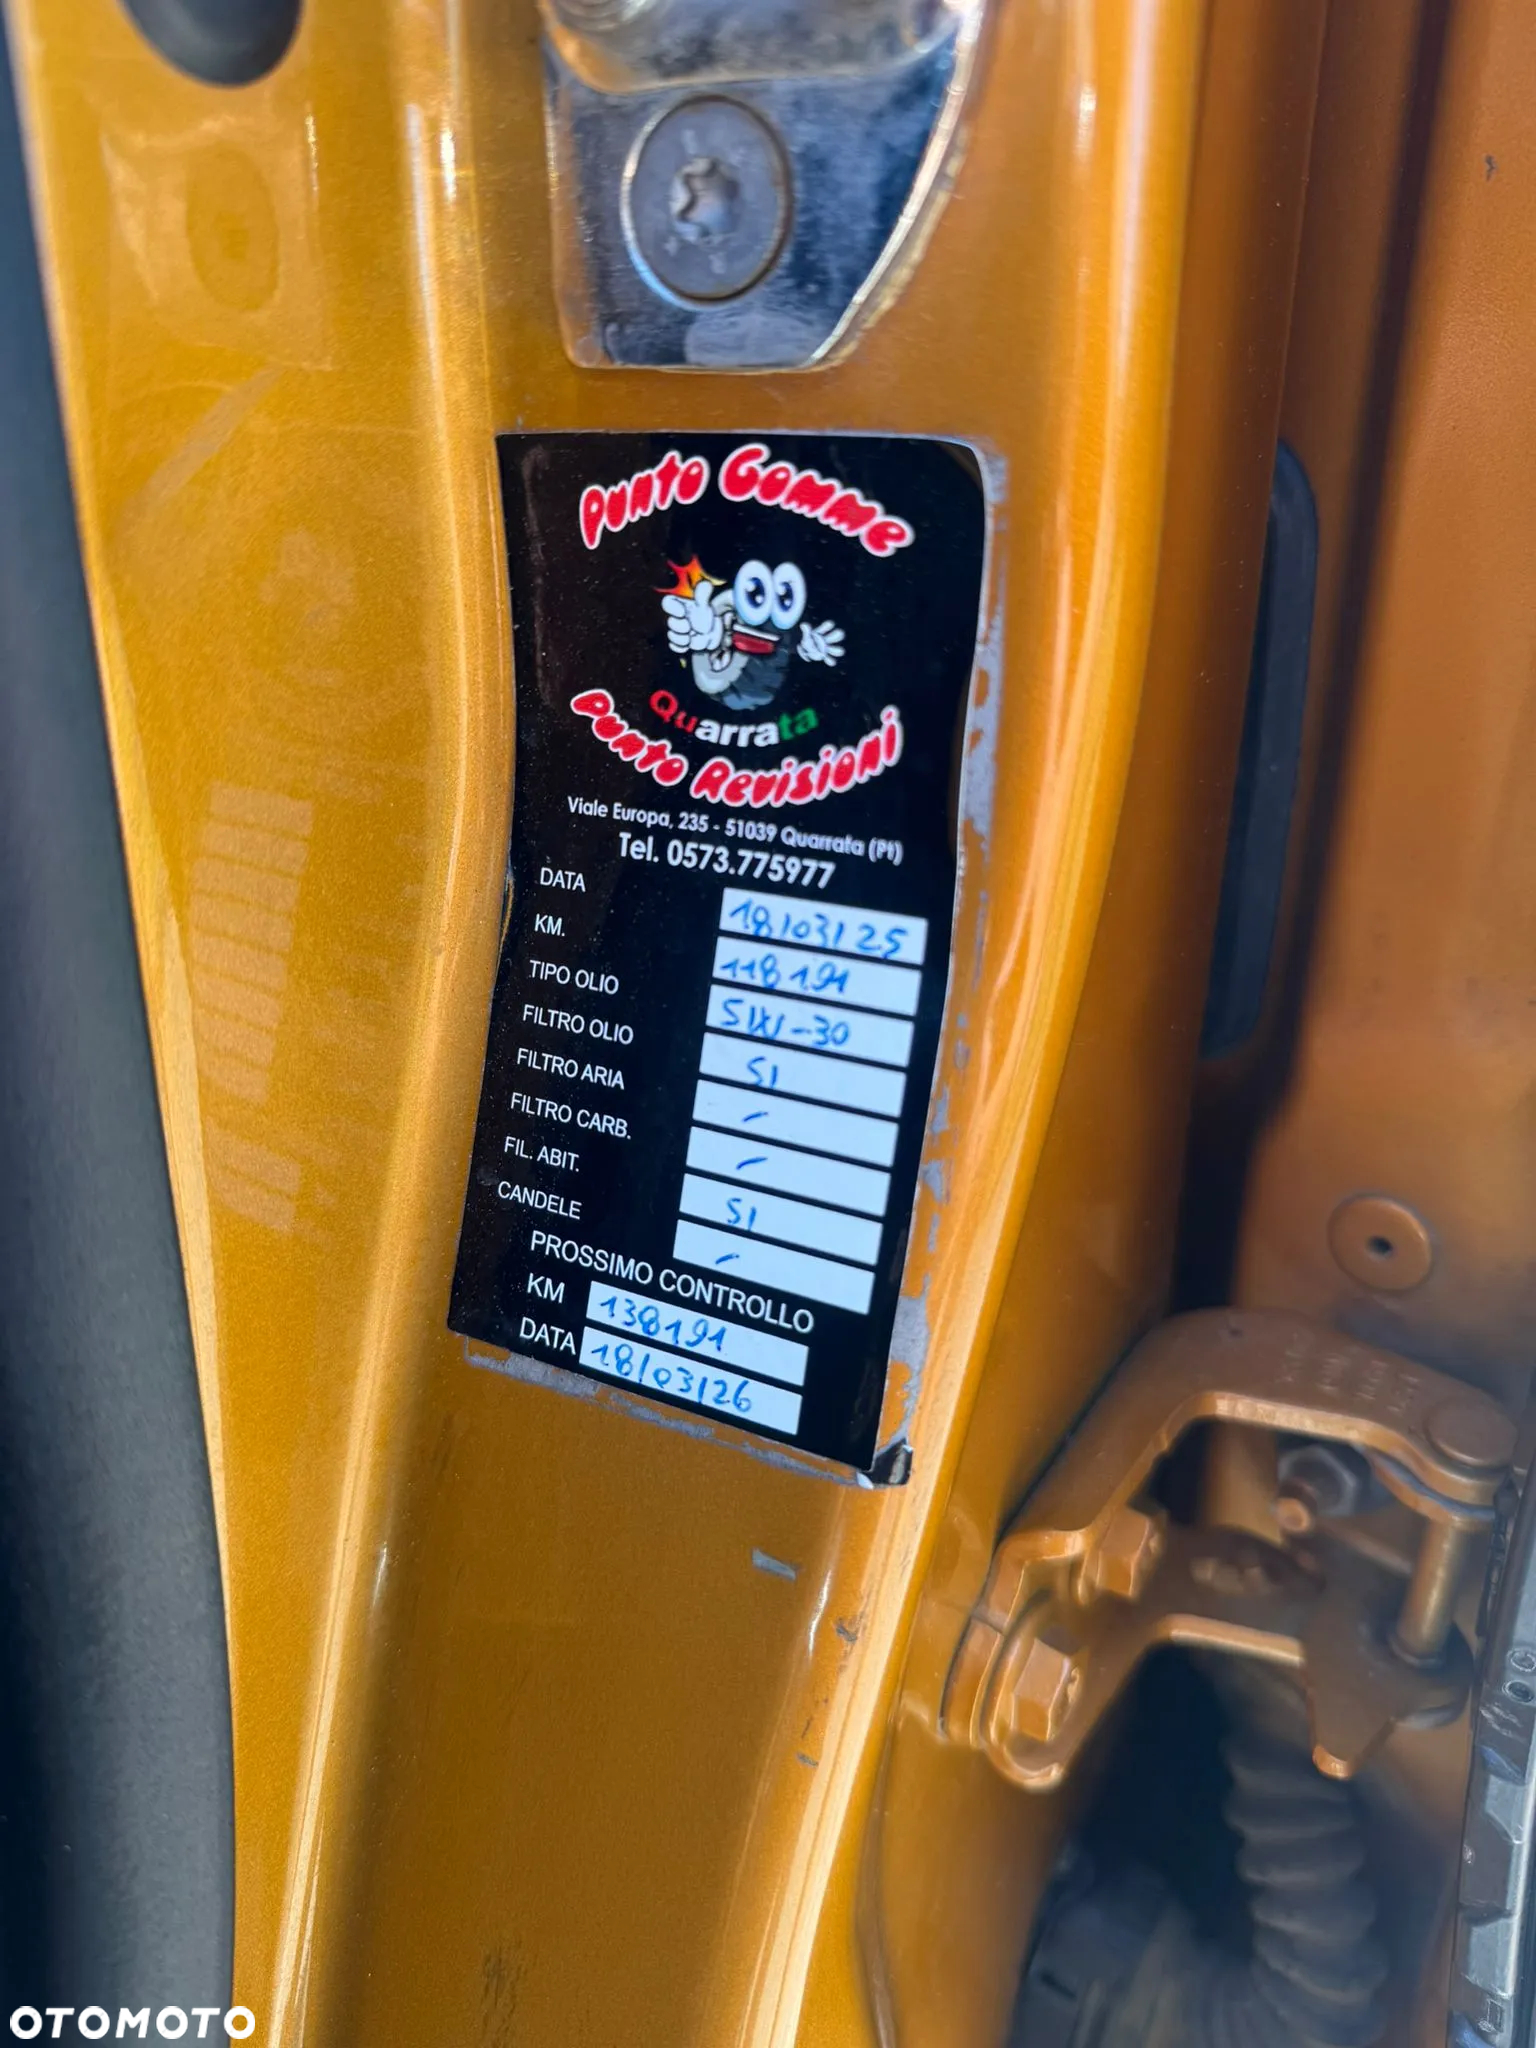 Punto Gomme
Quarrata
Punto Revisioni
Viale Europa, 235 - 51039 Quarrata (Pt)
Tel. 0573.775977
DATA 18/03/25
KM. 118191
TIPO OLIO 5W-30
FILTRO OLIO SI
FILTRO ARIA -
FILTRO CARB. -
FIL. ABIT. SI
CANDELE -
PROSSIMO CONTROLLO
KM 138191
DATA 18/03/26
OTOMOTO